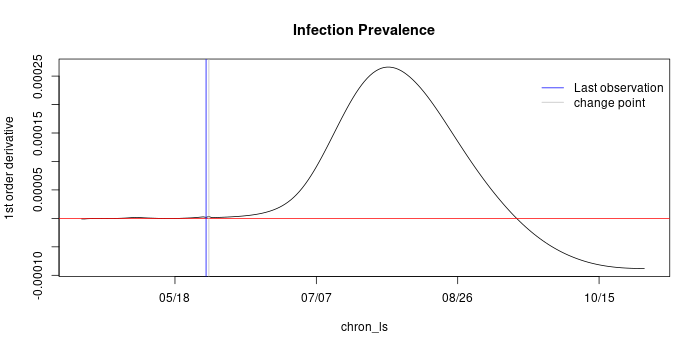 Infection Prevalence
Last observation
change point
1st order derivative
0.00025
0.00015
0.00005
-0.00010
05/18
07/07
08/26
10/15
chron_ls